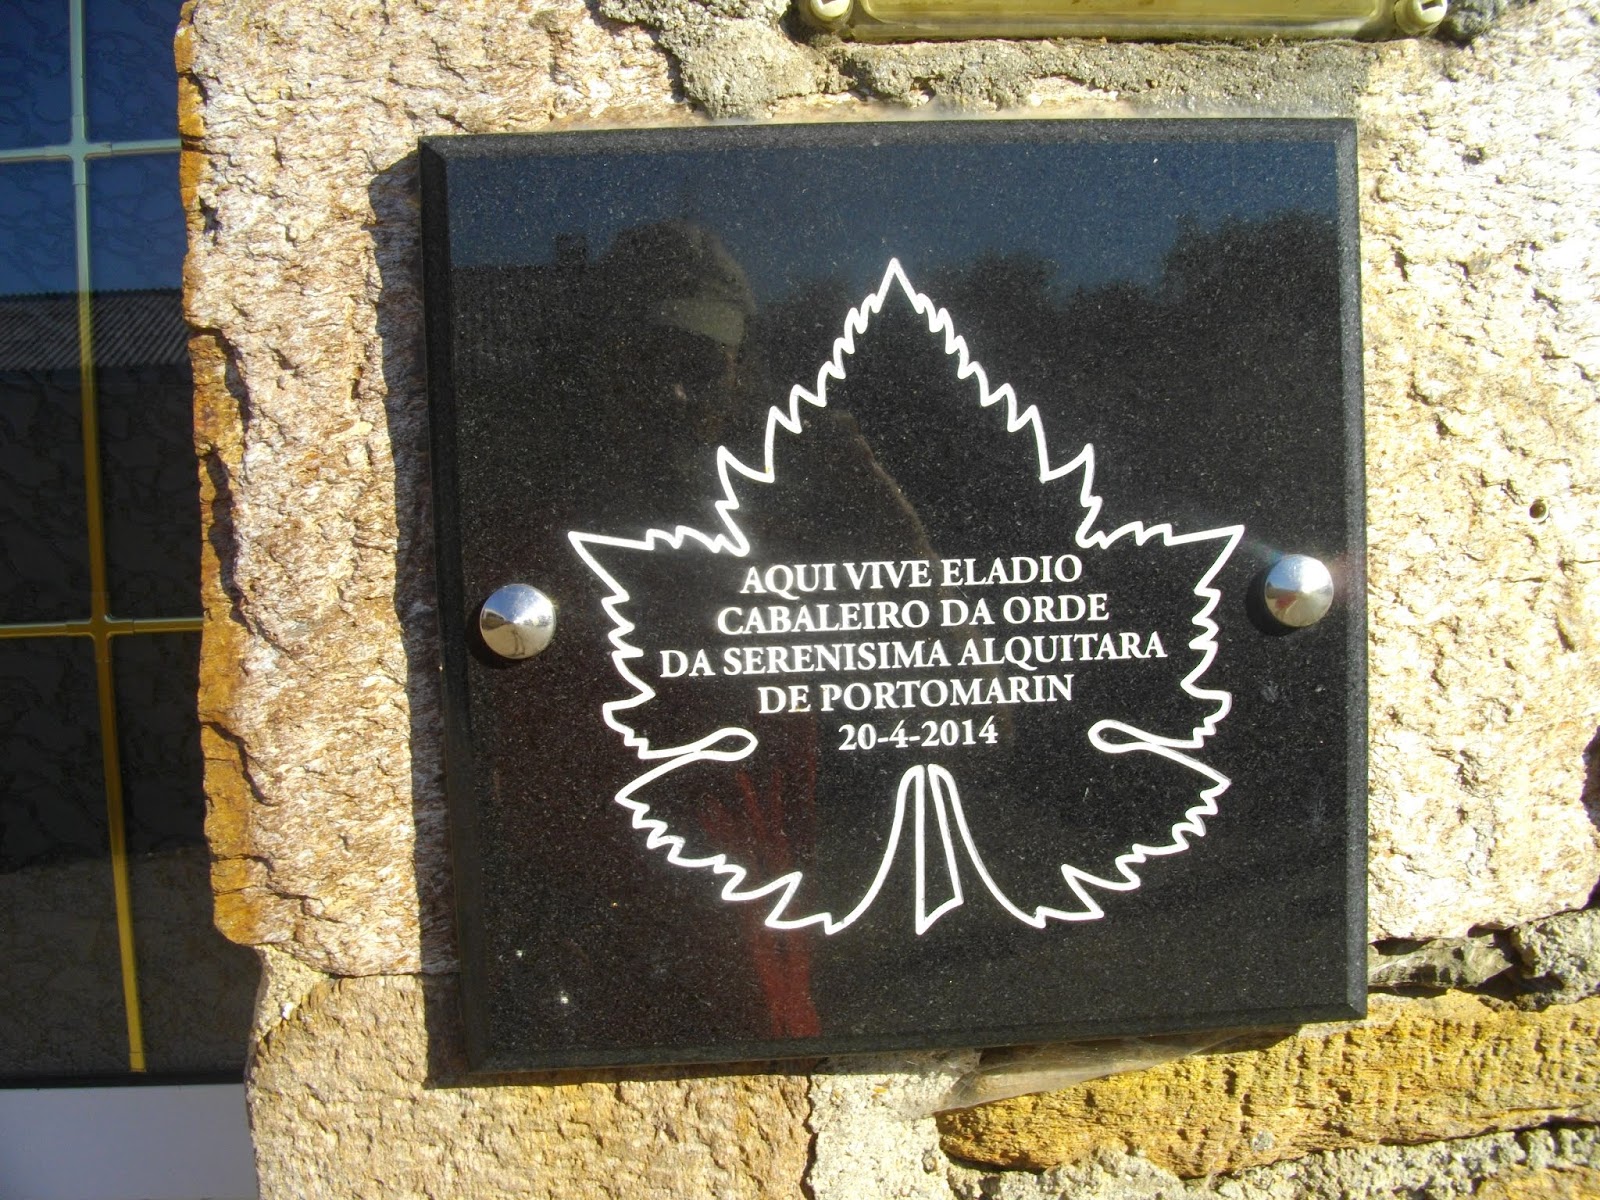 AQUI VIVE ELADIO
CABALEIRO DA ORDE
DA SERENISIMA ALQUITARA
DE PORTOMARIN
20-4-2014